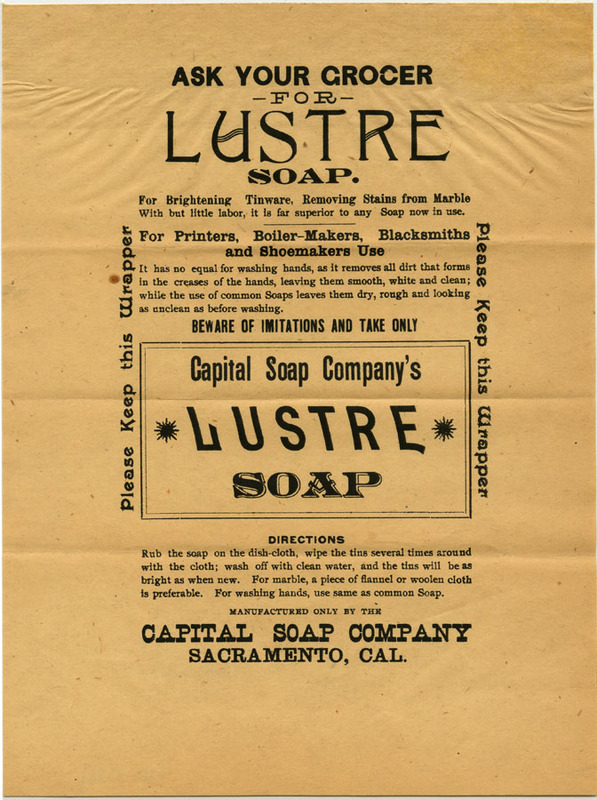 ASK YOUR GROCER
–FOR–
LUSTRE
SOAP.
For Brightening Tinware, Removing Stains from Marble
With but little labor, it is far superior to any Soap now in use.
For Printers, Boiler-Makers, Blacksmiths
and Shoemakers Use
It has no equal for washing hands, as it removes all dirt that forms
in the creases of the hands, leaving them smooth, white and clean;
while the use of common Soaps leaves them dry, rough and looking
as unclean as before washing.
BEWARE OF IMITATIONS AND TAKE ONLY
Please Keep this Wrapper
Capital Soap Company's
LUSTRE
SOAP
Please Keep this Wrapper
DIRECTIONS
Rub the soap on the dish-cloth, wipe the tins several times around
with the cloth; wash off with clean water, and the tins will be as
bright as when new. For marble, a piece of flannel or woolen cloth
is preferable. For washing hands, use same as common Soap.
MANUFACTURED ONLY BY THE
CAPITAL SOAP COMPANY
SACRAMENTO, CAL.